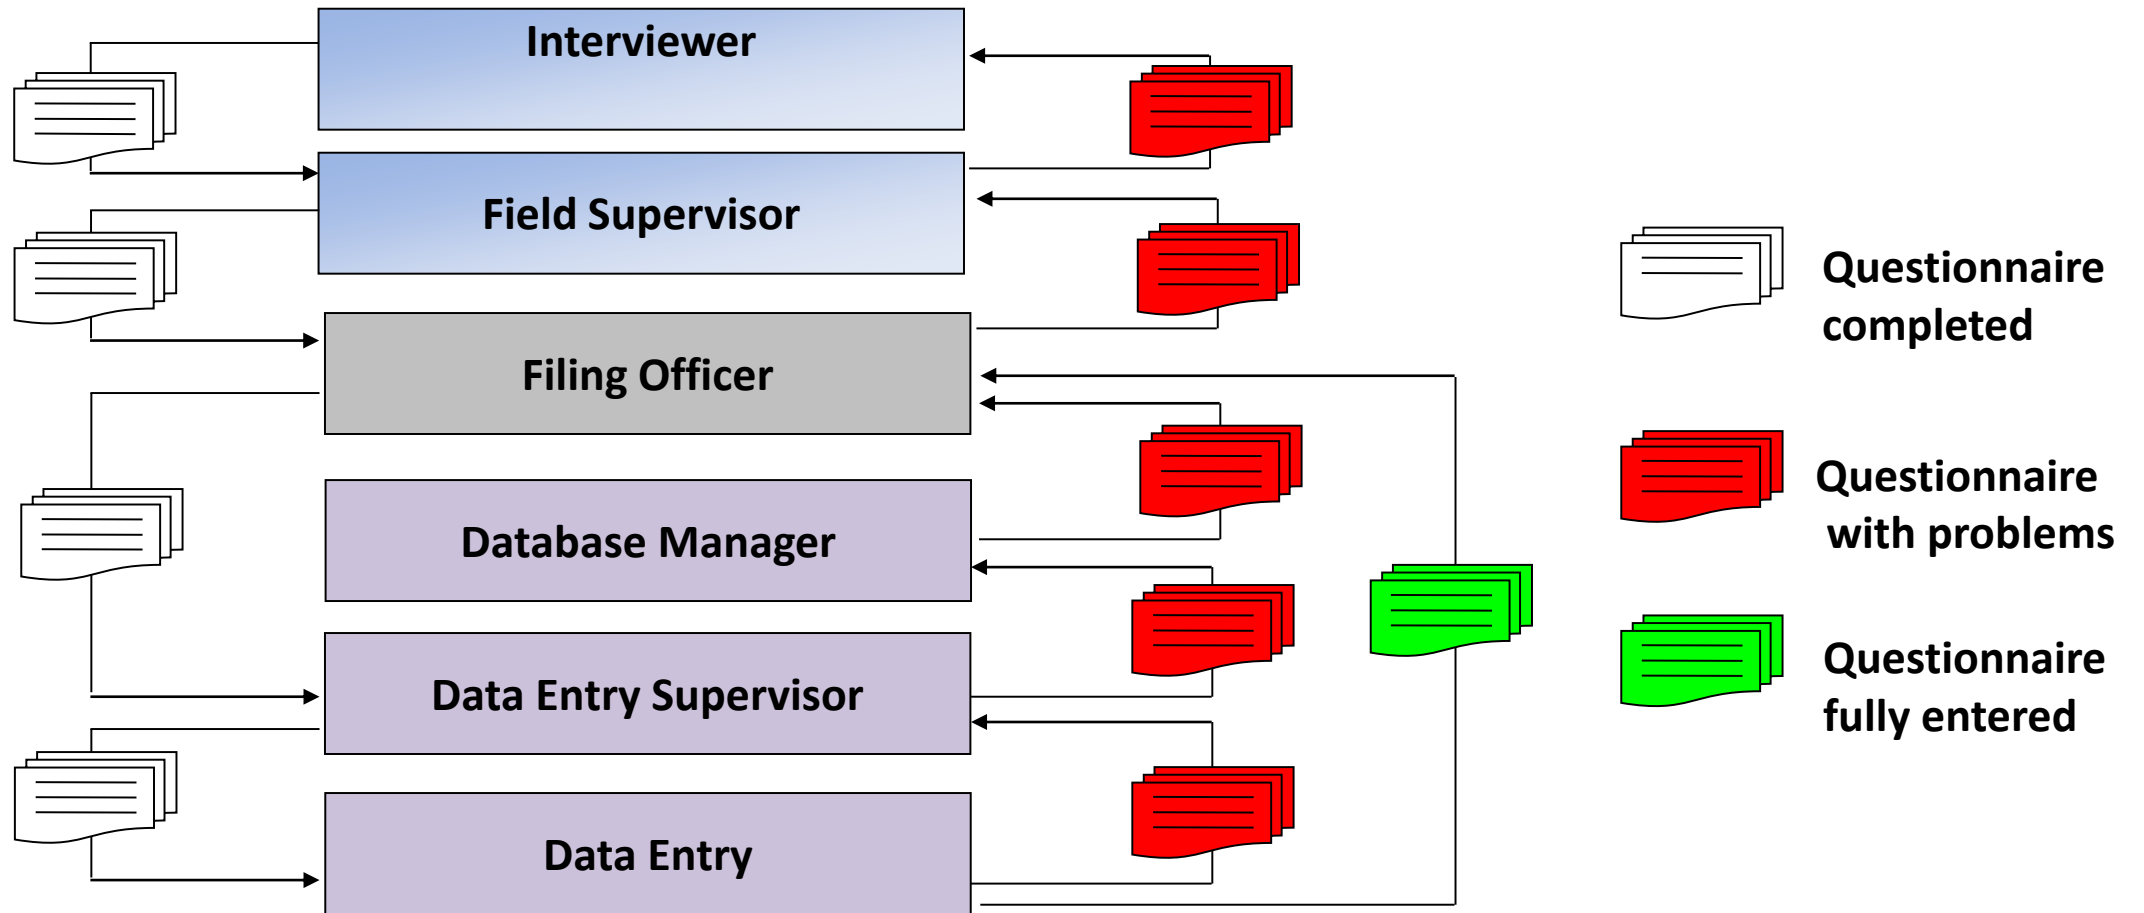 Interviewer
Field Supervisor
Filing Officer
Database Manager
Data Entry Supervisor
Data Entry
Questionnaire
completed
Questionnaire
with problems
Questionnaire
fully entered